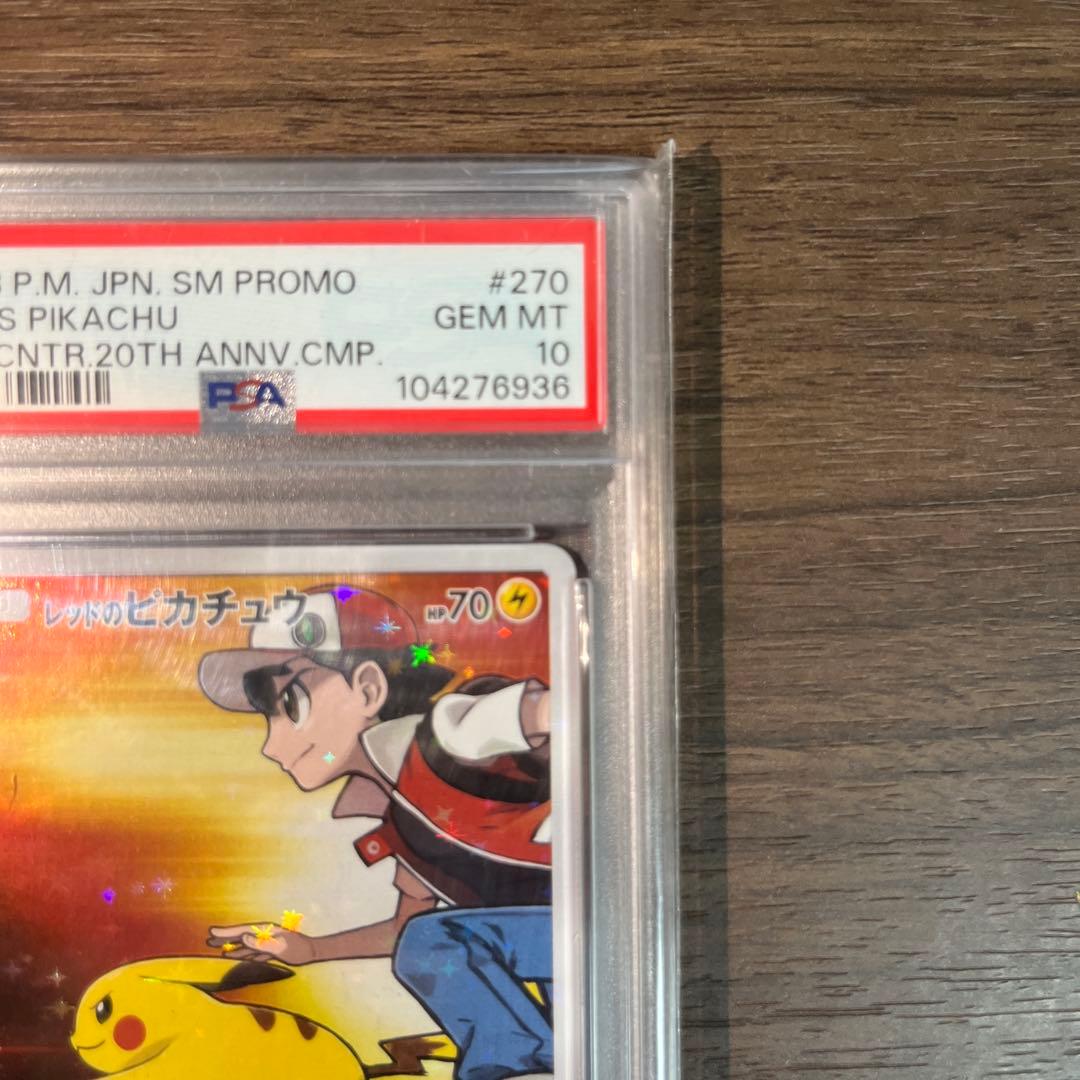 P.M. JPN. SM PROMO #270
S PIKACHU GEM MT
CNTR.20TH ANNV.CMP. 10
PSA 104276936
レッドのピカチュウ HP70